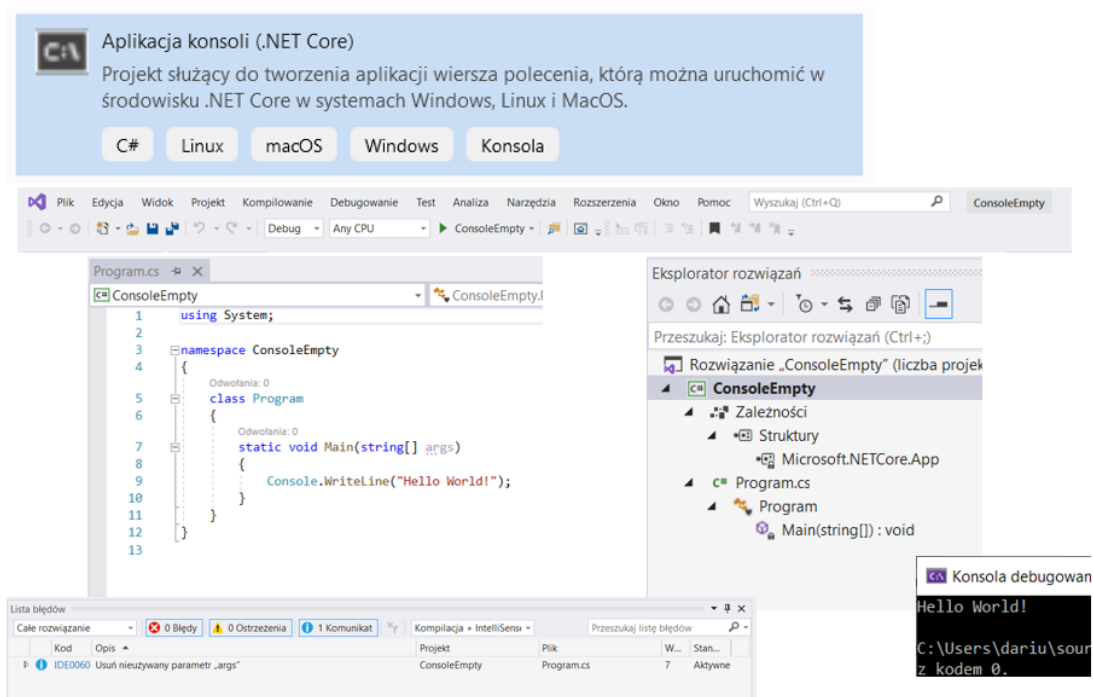 Aplikacja konsoli (.NET Core)
Projekt służący do tworzenia aplikacji wiersza polecenia, którą można uruchomić w
środowisku .NET Core w systemach Windows, Linux i MacOS.
C# Linux macOS Windows Konsola
Plik Edycja Widok Projekt Kompilowanie Debugowanie Test Analiza Narzędzia Rozszerzenia Okno Pomoc Wyszukaj (Ctrl+Q) ConsoleEmpty
Debug Any CPU ConsoleEmpty
Program.cs
ConsoleEmpty ConsoleEmpty.
1 using System;
2
3 namespace ConsoleEmpty
4 {
Odwołania: 0
5 class Program
6 {
Odwołania: 0
7 static void Main(string[] args)
8 {
9 Console.WriteLine("Hello World!");
10 }
11 }
12 }
13
Eksplorator rozwiązań
Przeszukaj: Eksplorator rozwiązań (Ctrl+;)
Rozwiązanie „ConsoleEmpty” (liczba projek
C# ConsoleEmpty
Zależności
Struktury
Microsoft.NETCore.App
C# Program.cs
Program
Main(string[]) : void
Lista błędów
Całe rozwiązanie 0 Błędy 0 Ostrzeżenia 1 Komunikat Kompilacja + IntelliSens Przeszukaj listę błędów
Kod Opis Projekt Plik W... Stan...
IDE0060 Usuń nieużywany parametr „args” ConsoleEmpty Program.cs 7 Aktywne
C:\ Konsola debugowan
Hello World!
C:\Users\dariu\sour
z kodem 0.